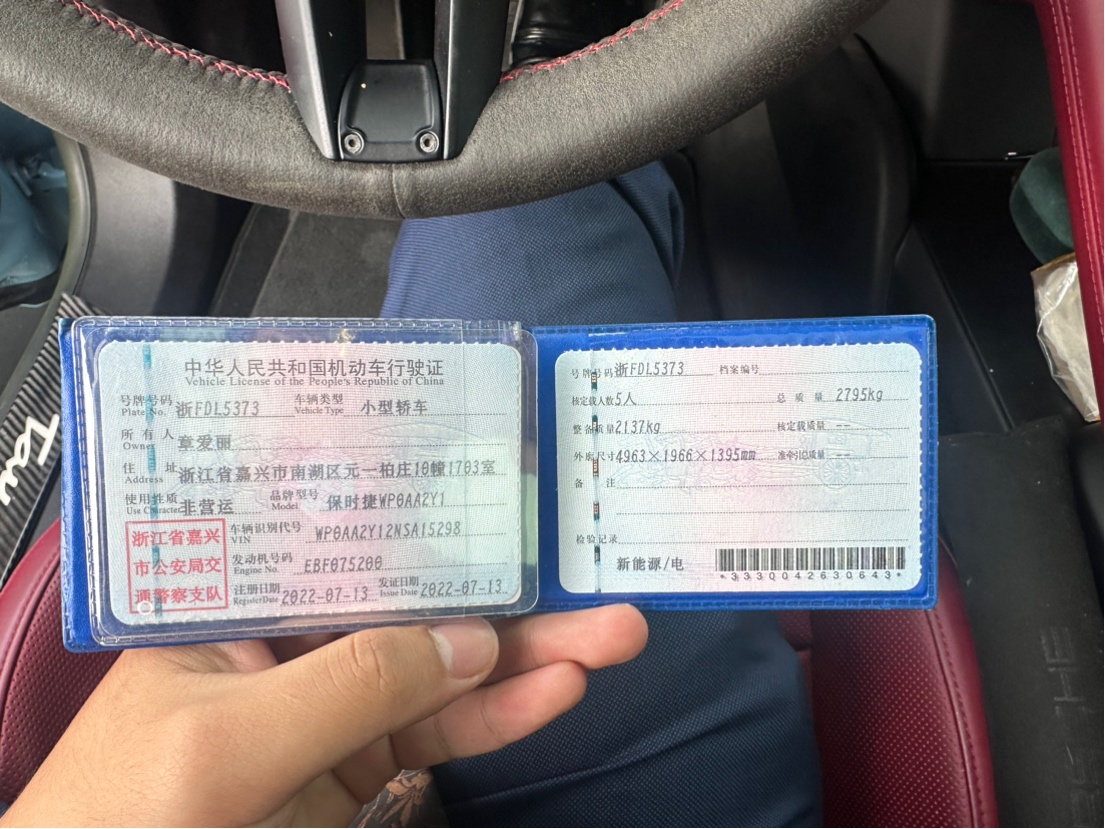 中华人民共和国机动车行驶证
Vehicle License of the People's Republic of China
号牌号码 浙FDL5373 车辆类型 小型轿车
Plate No. Vehicle Type
所有人 章爱丽
Owner
住址 浙江省嘉兴市南湖区元一柏庄10幢1703室
Address
使用性质 非营运 品牌型号 保时捷WP0AA2Y1
Use Character Model
浙江省嘉兴
市公安局交
通警察支队
车辆识别代号 WP0AA2Y12NSA15298
VIN
发动机号码 EBF075200
Engine No.
注册日期 2022-07-13 发证日期 2022-07-13
Register Date Issue Date
号牌号码 浙FDL5373 档案编号
核定载人数 5人 总质量 2795kg
整备质量 2137kg 核定载质量 --
外廓尺寸 4963×1966×1395mm 准牵引总质量 --
备注
检验记录
新能源/电
*3330042630643*
Tay